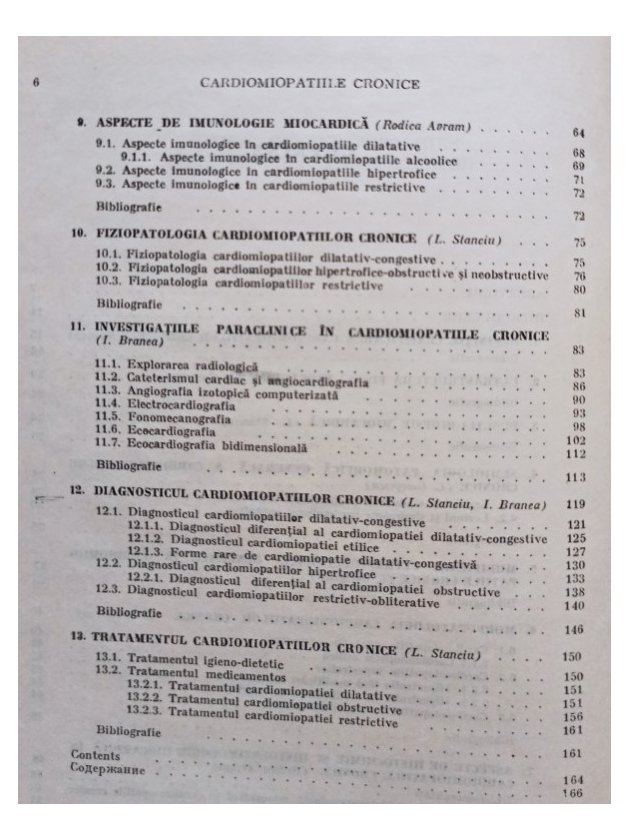 6
CARDIOMIOPATIILE CRONICE
9. ASPECTE DE IMUNOLOGIE MIOCARDICĂ (Rodica Avram) . . . . . . 64
9.1. Aspecte imunologice în cardiomiopatiile dilatative . . . . . . . 68
9.1.1. Aspecte imunologice în cardiomiopatiile alcoolice . . . . . . . 69
9.2. Aspecte imunologice în cardiomiopatiile hipertrofice . . . . . . . 71
9.3. Aspecte imunologice în cardiomiopatiile restrictive . . . . . . . 72
Bibliografie . . . . . . . 72
10. FIZIOPATOLOGIA CARDIOMIOPATIILOR CRONICE (L. Stanciu) . . . 75
10.1. Fiziopatologia cardiomiopatiilor dilatativ-congestive . . . . . . . 75
10.2. Fiziopatologia cardiomiopatiilor hipertrofice-obstructive și neobstructive 76
10.3. Fiziopatologia cardiomiopatiilor restrictive . . . . . . . 80
Bibliografie . . . . . . . 81
11. INVESTIGAȚIILE PARACLINICE ÎN CARDIOMIOPATIILE CRONICE
(I. Branea) . . . . . . . 83
11.1. Explorarea radiologică . . . . . . . 83
11.2. Cateterismul cardiac și angiocardiografia . . . . . . . 86
11.3. Angiografia izotopică computerizată . . . . . . . 90
11.4. Electrocardiografia . . . . . . . 93
11.5. Fonomecanografia . . . . . . . 98
11.6. Ecocardiografia . . . . . . . 102
11.7. Ecocardiografia bidimensională . . . . . . . 112
Bibliografie . . . . . . . 113
12. DIAGNOSTICUL CARDIOMIOPATIILOR CRONICE (L. Stanciu, I. Branea) 119
12.1. Diagnosticul cardiomiopatiilor dilatativ-congestive . . . . . . . 121
12.1.1. Diagnosticul diferențial al cardiomiopatiei dilatativ-congestive 125
12.1.2. Diagnosticul cardiomiopatiei etilice . . . . . . . 127
12.1.3. Forme rare de cardiomiopatie dilatativ-congestivă . . . . . 130
12.2. Diagnosticul cardiomiopatiilor hipertrofice . . . . . . . 133
12.2.1. Diagnosticul diferențial al cardiomiopatiei obstructive . . . . 138
12.3. Diagnosticul cardiomiopatiilor restrictiv-obliterative . . . . . . . 140
Bibliografie . . . . . . . 146
13. TRATAMENTUL CARDIOMIOPATIILOR CRONICE (L. Stanciu) . . . . 150
13.1. Tratamentul igieno-dietetic . . . . . . . 150
13.2. Tratamentul medicamentos . . . . . . . 151
13.2.1. Tratamentul cardiomiopatiei dilatative . . . . . . . 151
13.2.2. Tratamentul cardiomiopatiei obstructive . . . . . . . 156
13.2.3. Tratamentul cardiomiopatiei restrictive . . . . . . . 161
Bibliografie . . . . . . . 161
Contents . . . . . . . 164
Содержание . . . . . . . 166